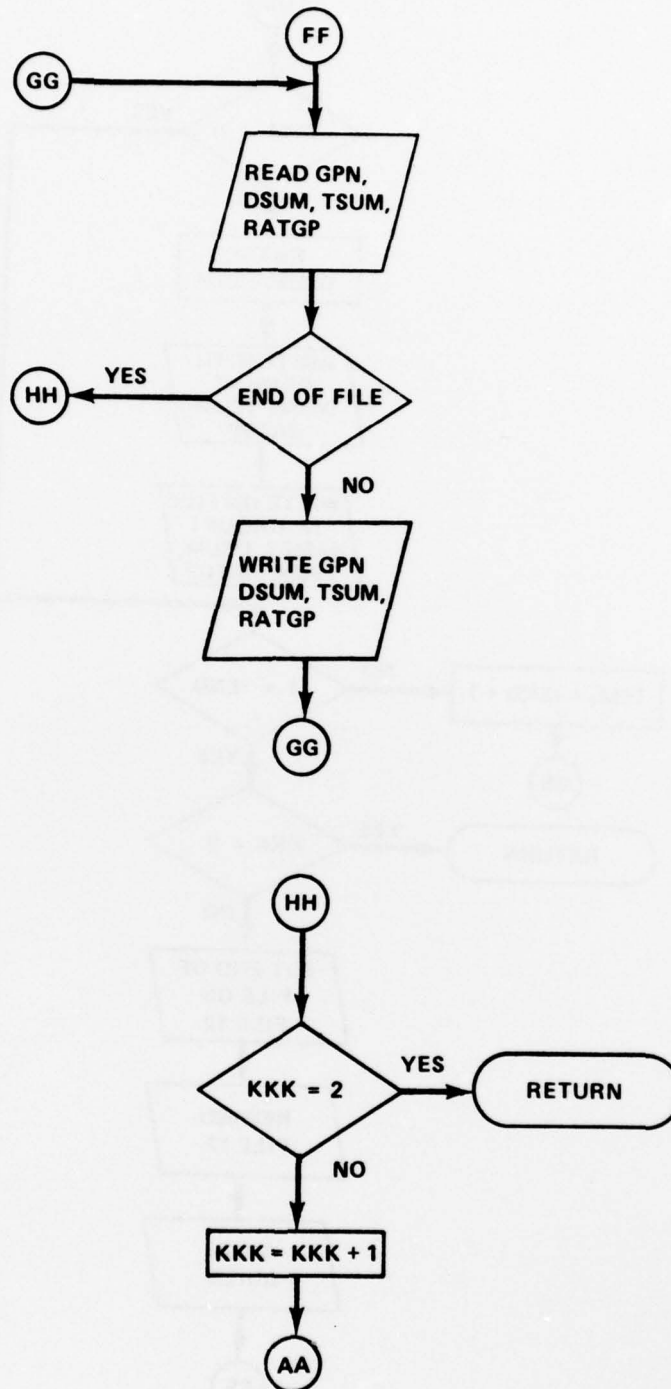 FF
GG
READ GPN,
DSUM, TSUM,
RATGP
END OF FILE
YES
HH
NO
WRITE GPN
DSUM, TSUM,
RATGP
GG
HH
KKK = 2
YES
RETURN
NO
KKK = KKK + 1
AA